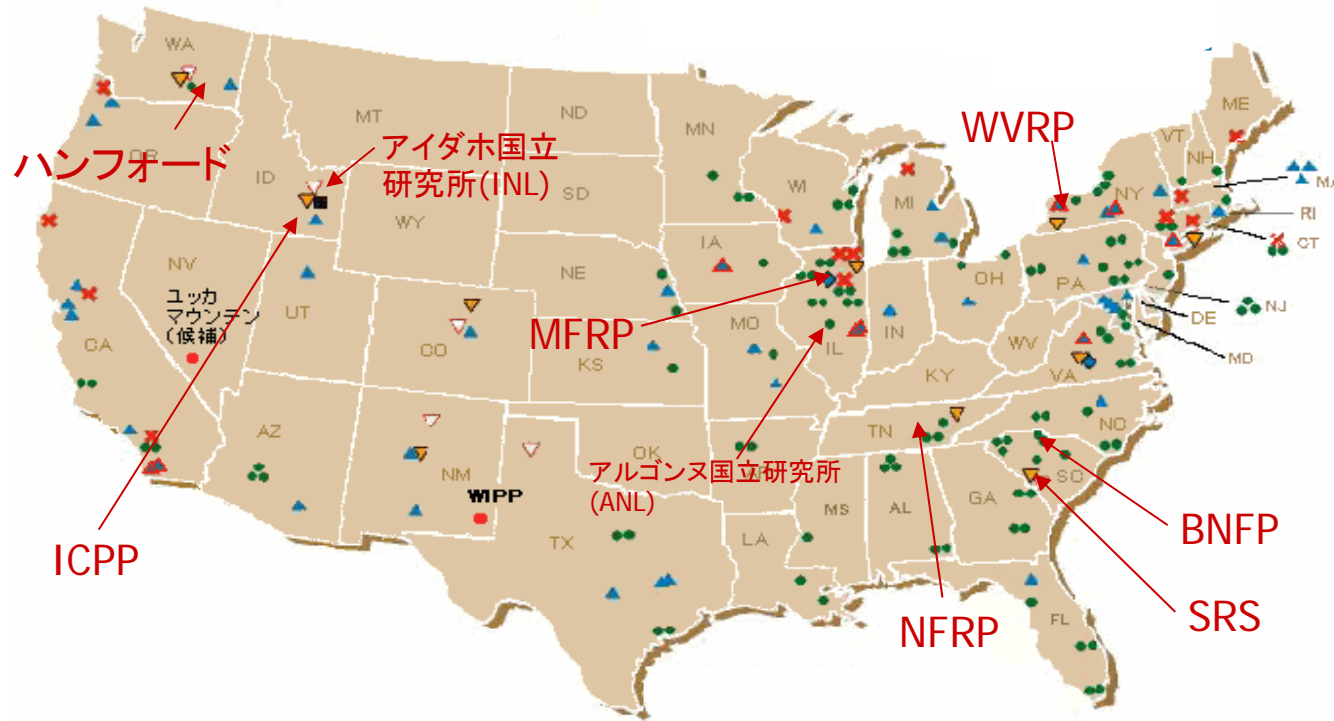 WA
MT
ND
MN
ME
VT
NH
MA
WVRP
アイダホ国立
研究所(INL)
ハンフォード
OR
ID
SD
WI
MI
NY
RI
CT
WY
IA
NV
NE
PA
OH
NJ
ユッカ
マウンテン
(候補)
UT
CO
MFRP
MO
IL
IN
WV
DE
MD
CA
KS
KY
VA
AZ
NM
OK
TN
NC
アルゴンヌ国立研究所
(ANL)
AR
WIPP
MS
AL
GA
SC
BNFP
ICPP
TX
LA
NFRP
SRS
FL